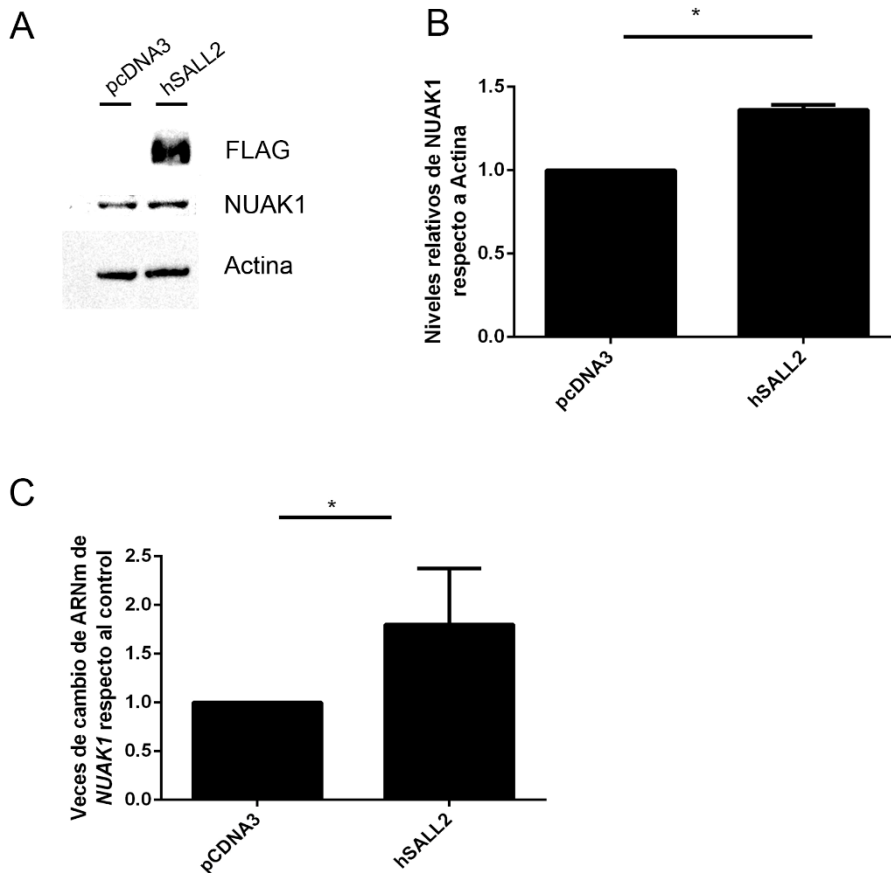 A
pcDNA3
hSALL2
FLAG
NUAK1
Actina
B
*
Niveles relativos de NUAK1
respecto a Actina
1.5
1.0
0.5
0.0
pcDNA3
hSALL2
C
*
Veces de cambio de ARNm de
NUAK1 respecto al control
2.5
2.0
1.5
1.0
0.5
0.0
pCDNA3
hSALL2